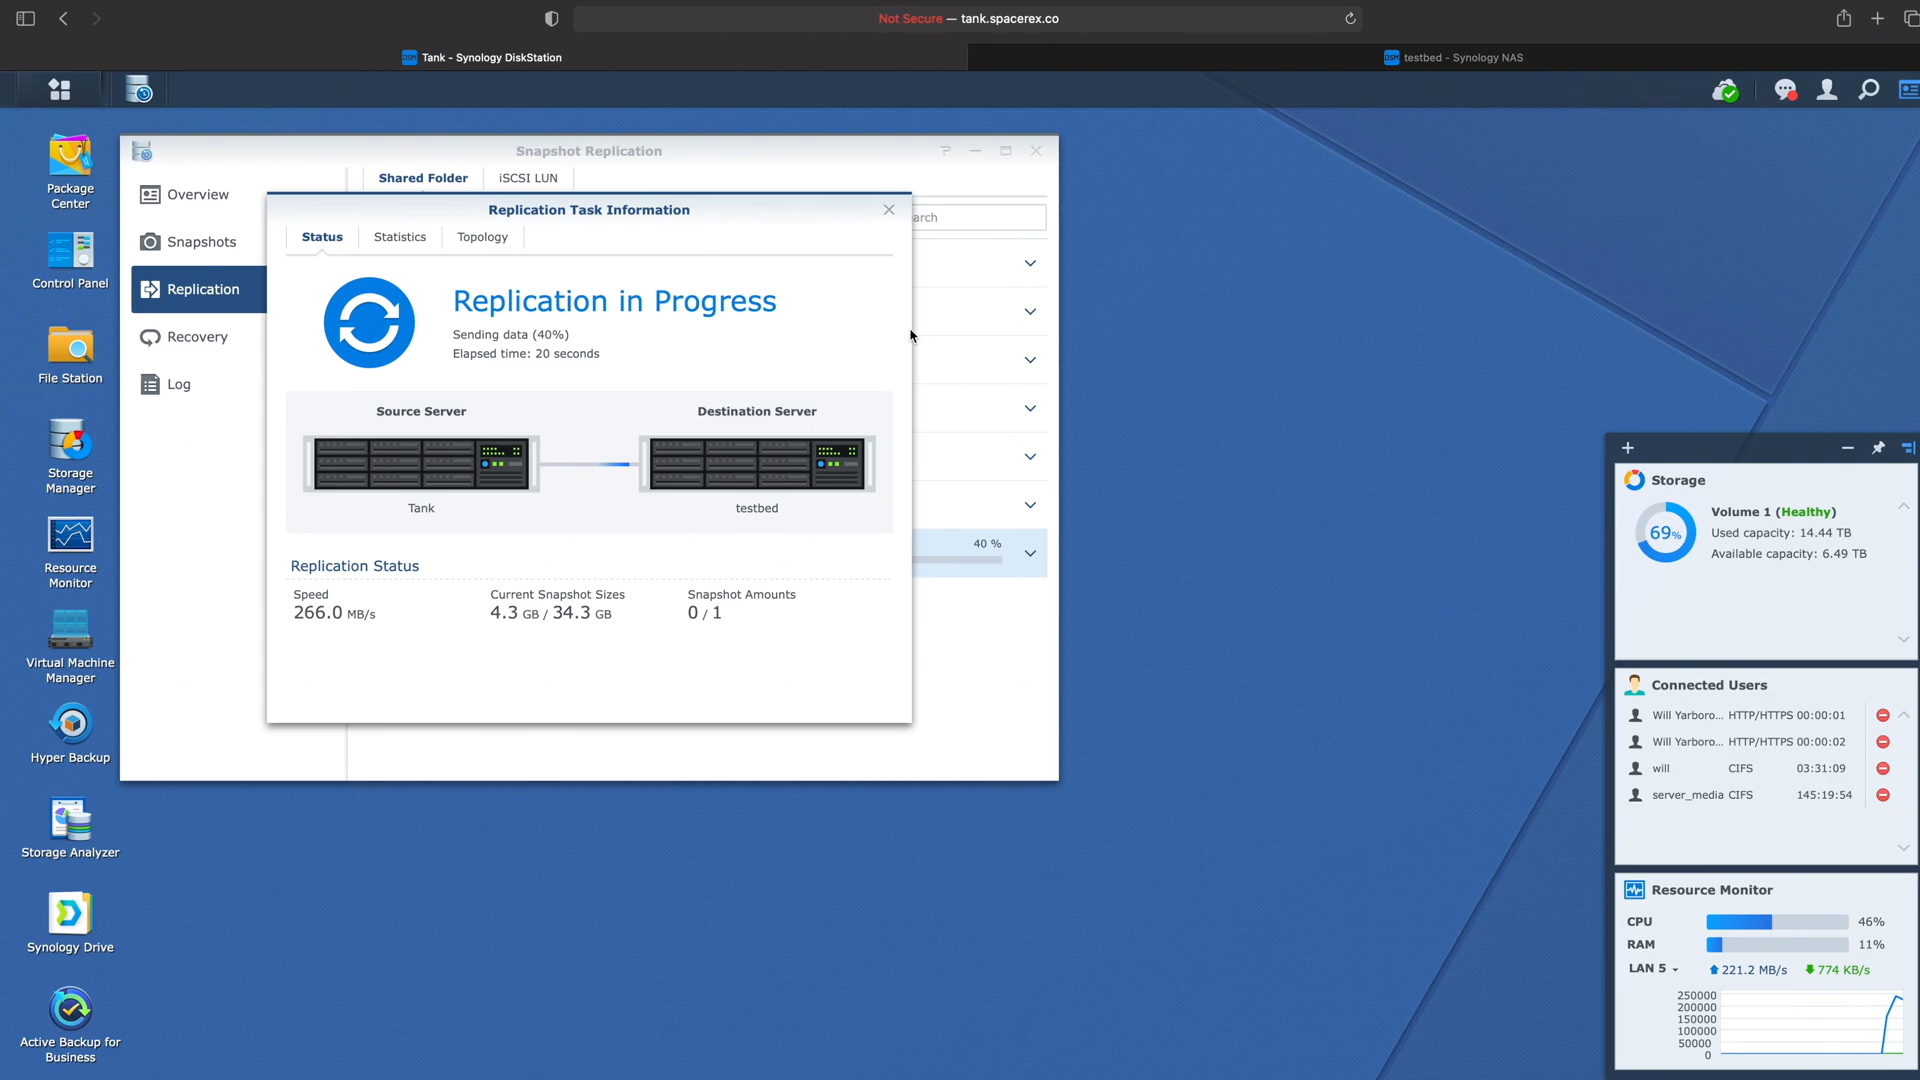 Not Secure — tank.spacerex.co
Tank - Synology DiskStation
testbed - Synology NAS
Package
Center
Control Panel
File Station
Storage
Manager
Resource
Monitor
Virtual Machine
Manager
Hyper Backup
Storage Analyzer
Synology Drive
Active Backup for
Business
Snapshot Replication
Overview
Snapshots
Replication
Recovery
Log
Shared Folder
iSCSI LUN
arch
40 %
Replication Task Information
Status
Statistics
Topology
Replication in Progress
Sending data (40%)
Elapsed time: 20 seconds
Source Server
Destination Server
Tank
testbed
Replication Status
Speed
Current Snapshot Sizes
Snapshot Amounts
266.0 MB/s
4.3 GB / 34.3 GB
0 / 1
Storage
69%
Volume 1 (Healthy)
Used capacity: 14.44 TB
Available capacity: 6.49 TB
Connected Users
Will Yarboro... HTTP/HTTPS 00:00:01
Will Yarboro... HTTP/HTTPS 00:00:02
will CIFS 03:31:09
server_media CIFS 145:19:54
Resource Monitor
CPU 46%
RAM 11%
LAN 5 221.2 MB/s 774 KB/s
250000
200000
150000
100000
50000
0